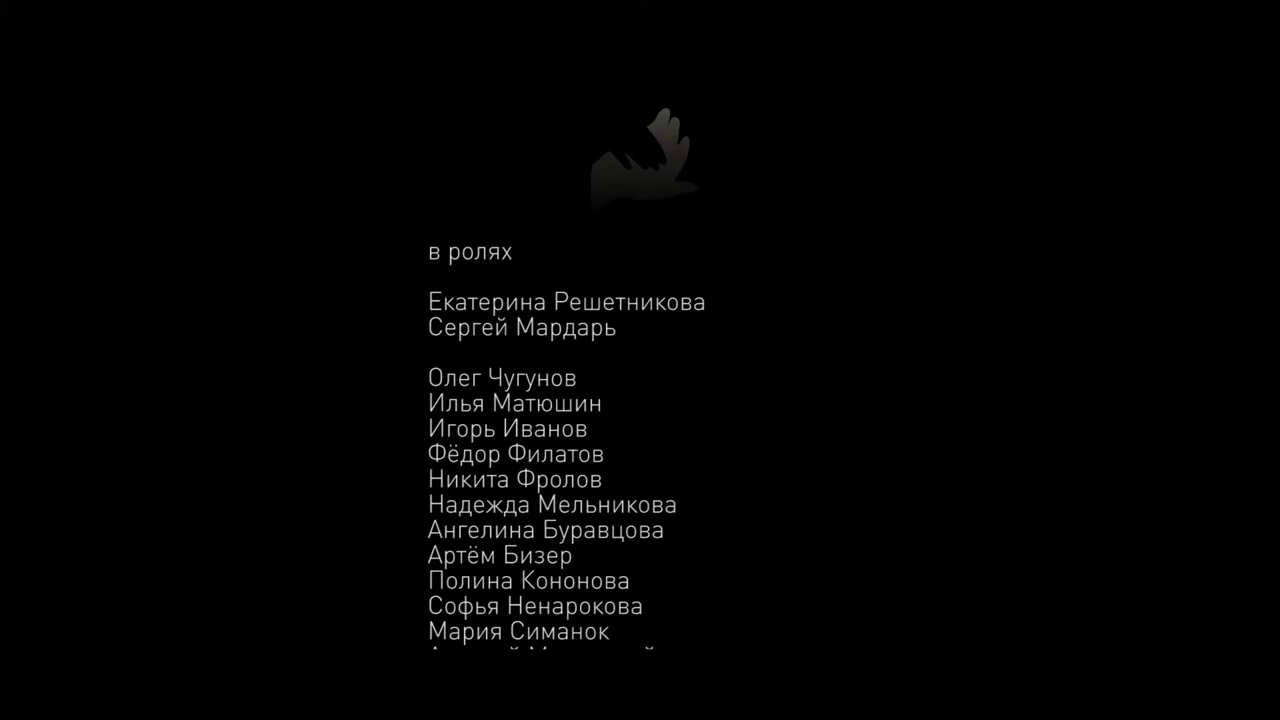 в ролях
Екатерина Решетникова
Сергей Мардарь
Олег Чугунов
Илья Матюшин
Игорь Иванов
Фёдор Филатов
Никита Фролов
Надежда Мельникова
Ангелина Буравцова
Артём Бизер
Полина Кононова
Софья Ненарокова
Мария Симанок